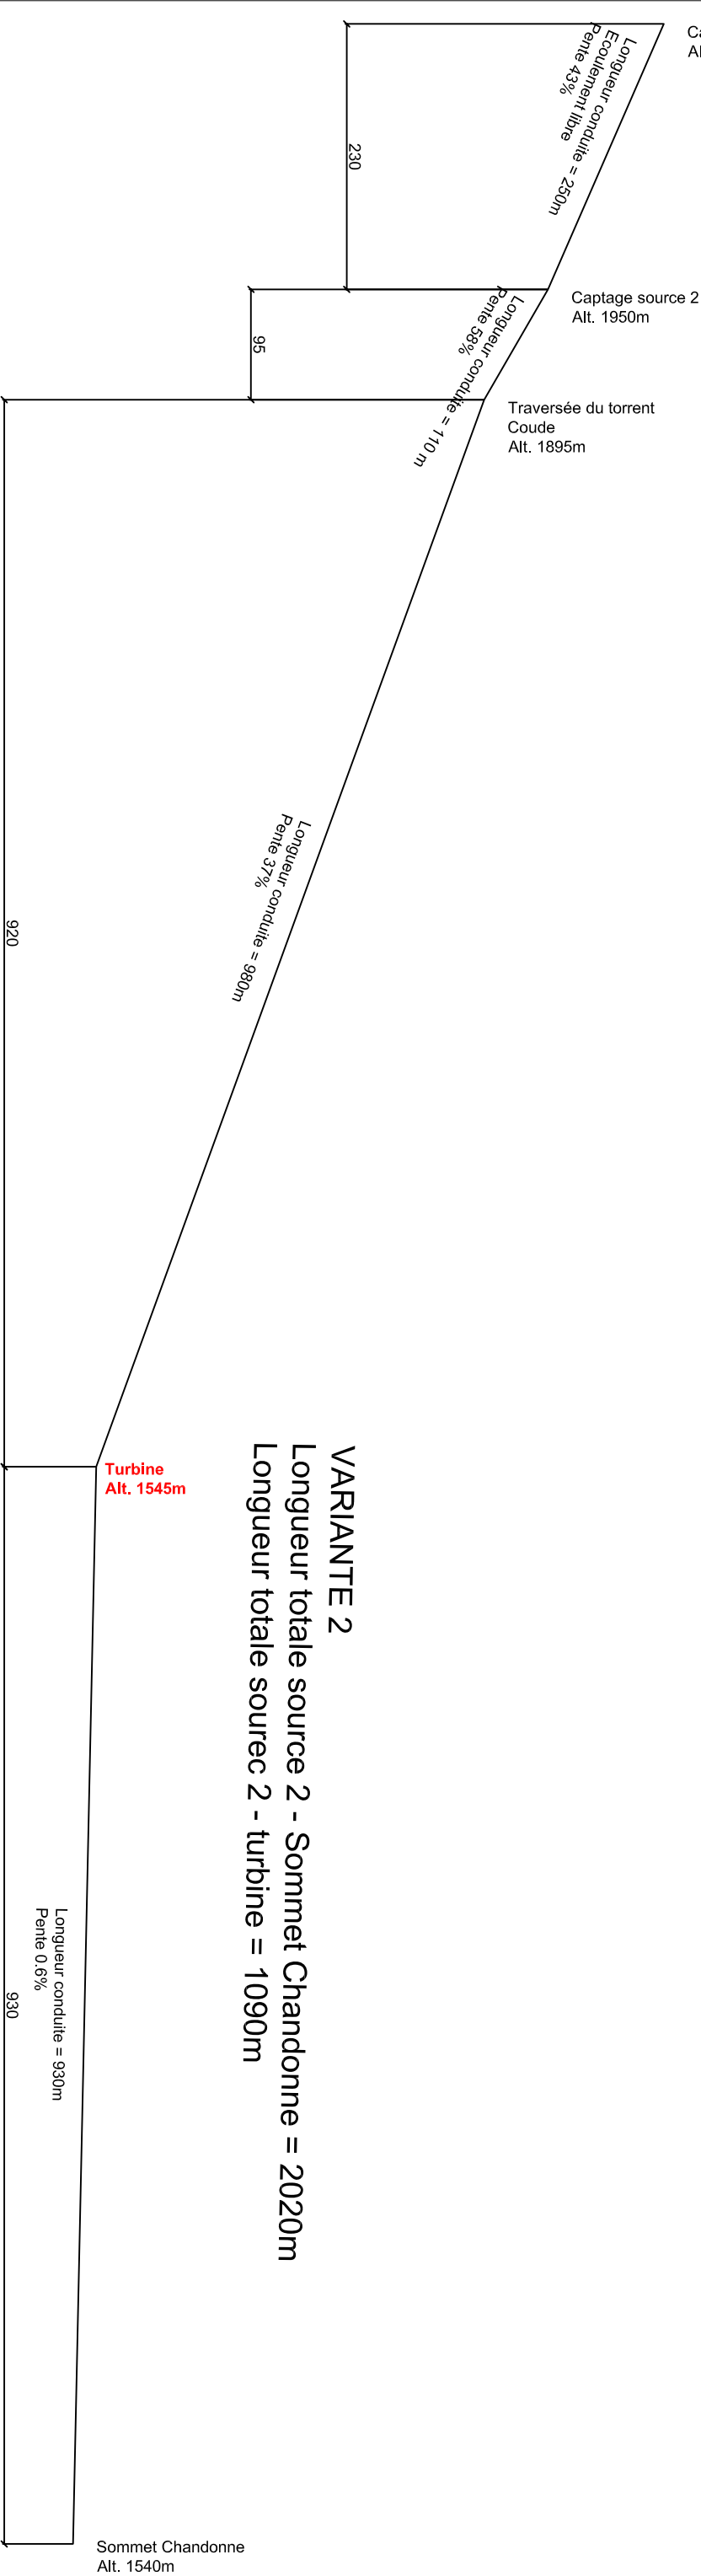 Longueur conduite = 250m
Ecoulement libre
Pente 43%
230
Captage source 2
Alt. 1950m
Longueur conduite = 110 m
Pente 58%
95
Traversée du torrent
Coude
Alt. 1895m
Longueur conduite = 980m
Pente 37%
920
Turbine
Alt. 1545m
VARIANTE 2
Longueur totale source 2 - Sommet Chandonne = 2020m
Longueur totale sourec 2 - turbine = 1090m
Longueur conduite = 930m
Pente 0.6%
930
Sommet Chandonne
Alt. 1540m